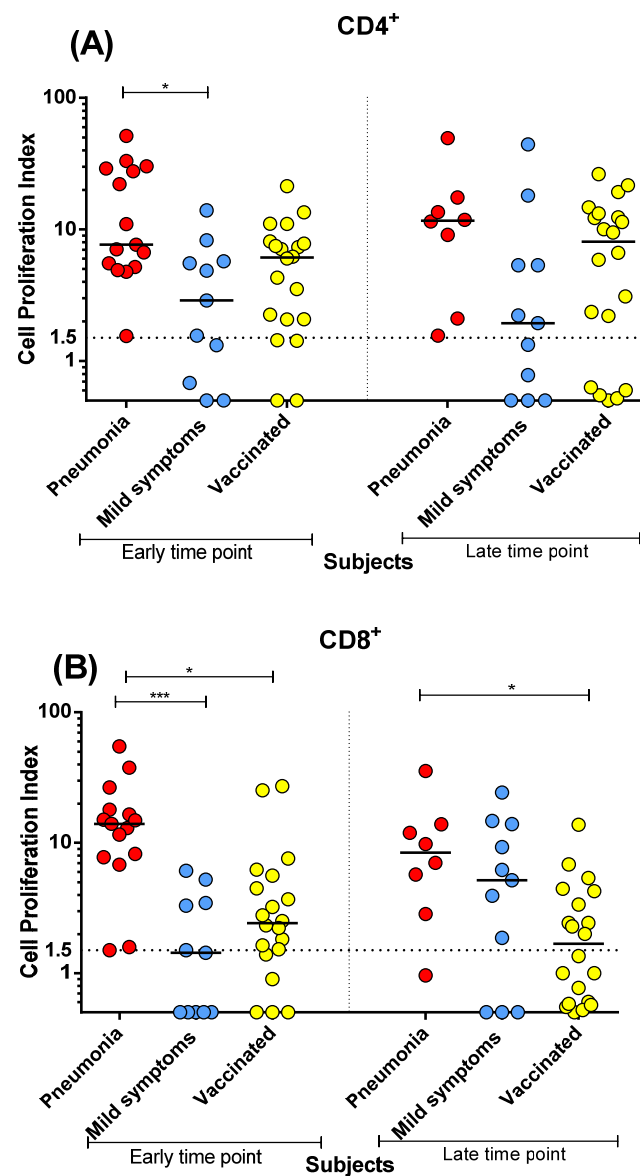 (A)
CD4+
*
Cell Proliferation Index
100
10
1.5
1
Pneumonia
Mild symptoms
Vaccinated
Pneumonia
Mild symptoms
Vaccinated
Early time point
Late time point
Subjects
(B)
CD8+
*
***
*
Cell Proliferation Index
100
10
1.5
1
Pneumonia
Mild symptoms
Vaccinated
Pneumonia
Mild symptoms
Vaccinated
Early time point
Late time point
Subjects